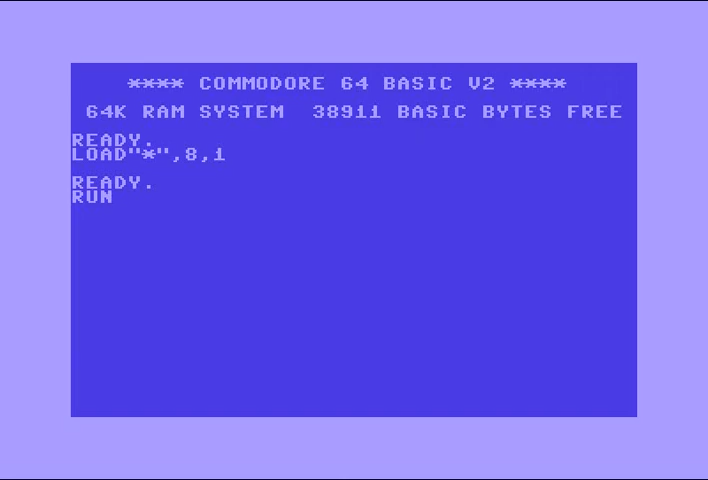 **** COMMODORE 64 BASIC V2 ****
64K RAM SYSTEM  38911 BASIC BYTES FREE
READY.
LOAD"*",8,1
READY.
RUN